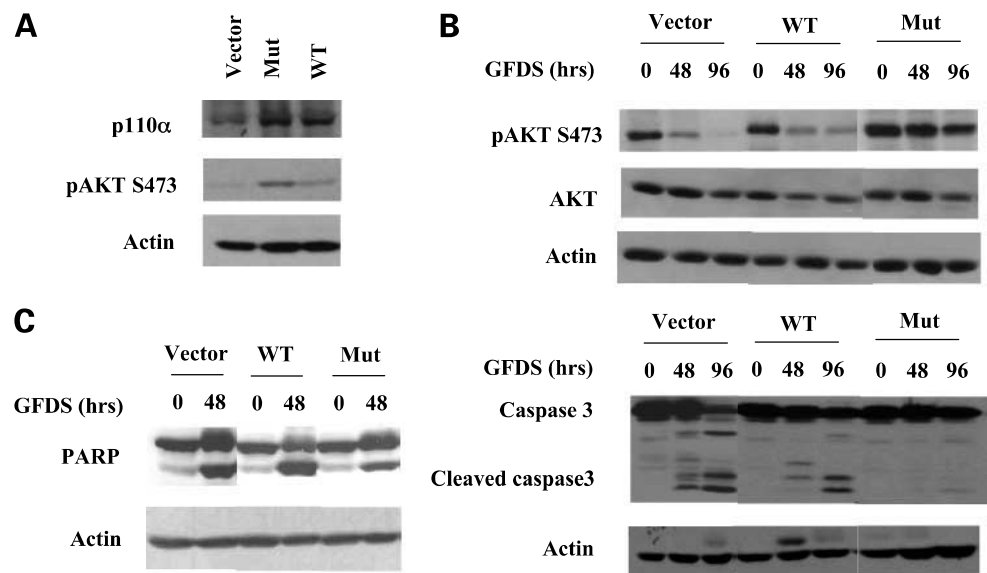 A
Vector
Mut
WT
p110α
pAKT S473
Actin
B
Vector WT Mut
GFDS (hrs) 0 48 96 0 48 96 0 48 96
pAKT S473
AKT
Actin
C
Vector WT Mut
GFDS (hrs) 0 48 0 48 0 48
PARP
Actin
Vector WT Mut
GFDS (hrs) 0 48 96 0 48 96 0 48 96
Caspase 3
Cleaved caspase3
Actin